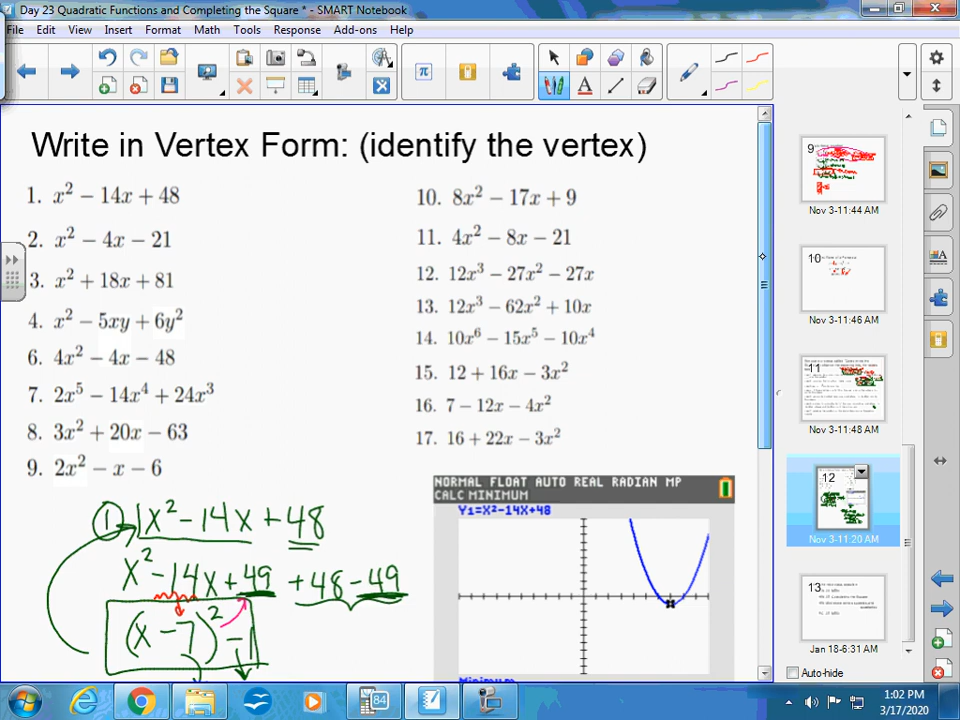 Day 23 Quadratic Functions and Completing the Square * - SMART Notebook
File Edit View Insert Format Math Tools Response Add-ons Help
Write in Vertex Form: (identify the vertex)
1. x² − 14x + 48
2. x² − 4x − 21
3. x² + 18x + 81
4. x² − 5xy + 6y²
6. 4x² − 4x − 48
7. 2x⁵ − 14x⁴ + 24x³
8. 3x² + 20x − 63
9. 2x² − x − 6
10. 8x² − 17x + 9
11. 4x² − 8x − 21
12. 12x³ − 27x² − 27x
13. 12x³ − 62x² + 10x
14. 10x⁶ − 15x⁵ − 10x⁴
15. 12 + 16x − 3x²
16. 7 − 12x − 4x²
17. 16 + 22x − 3x²
① 1x² − 14x + 48
x² − 14x + 49 + 48 − 49
(x − 7)² − 1
NORMAL FLOAT AUTO REAL RADIAN MP
CALC MINIMUM
Y1=X²-14X+48
Minimum
9
Nov 3-11:44 AM
10
Nov 3-11:46 AM
11
Nov 3-11:48 AM
12
Nov 3-11:20 AM
13
Jan 18-6:31 AM
Auto-hide
84
1:02 PM
3/17/2020